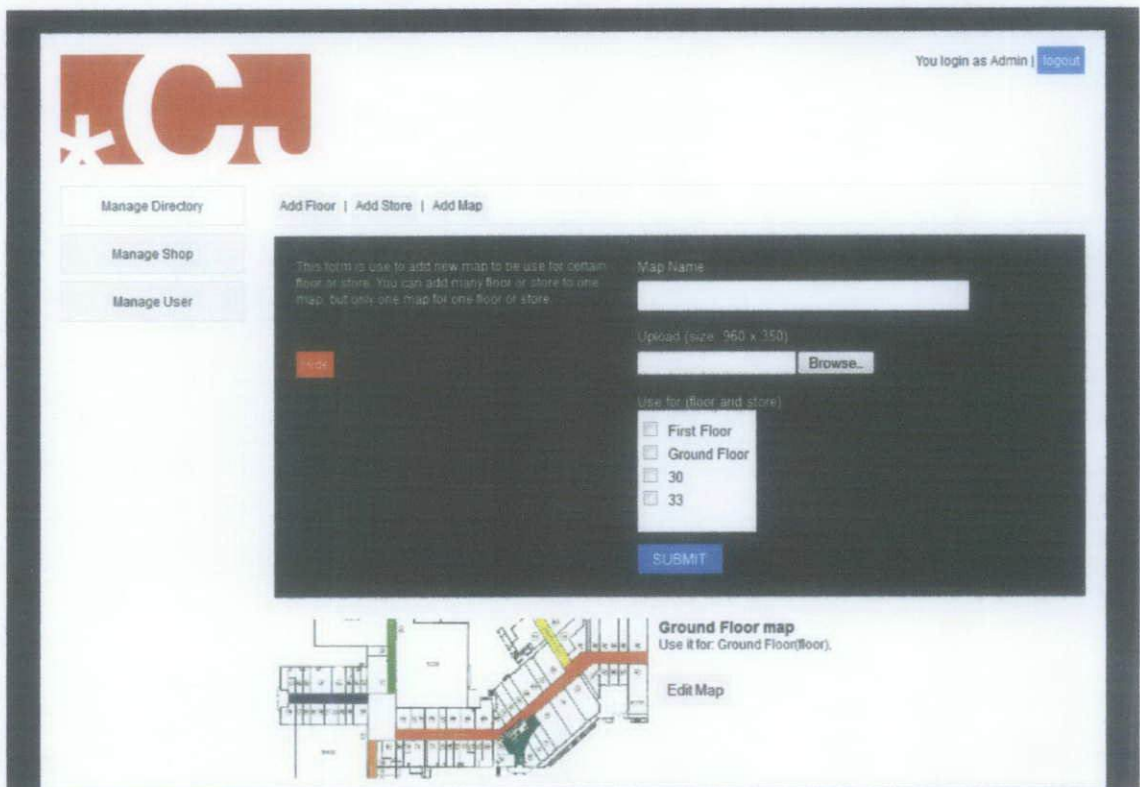 You login as Admin | logout
*CJ
Manage Directory
Manage Shop
Manage User
Add Floor | Add Store | Add Map
This form is use to add new map to be use for certain
floor or store. You can add many floor or store to one
map, but only one map for one floor or store.
Map Name
Upload (size: 960 x 350)
Browse..
Use for (floor and store)
First Floor
Ground Floor
30
33
SUBMIT
Ground Floor map
Use it for: Ground Floor(floor),
Edit Map